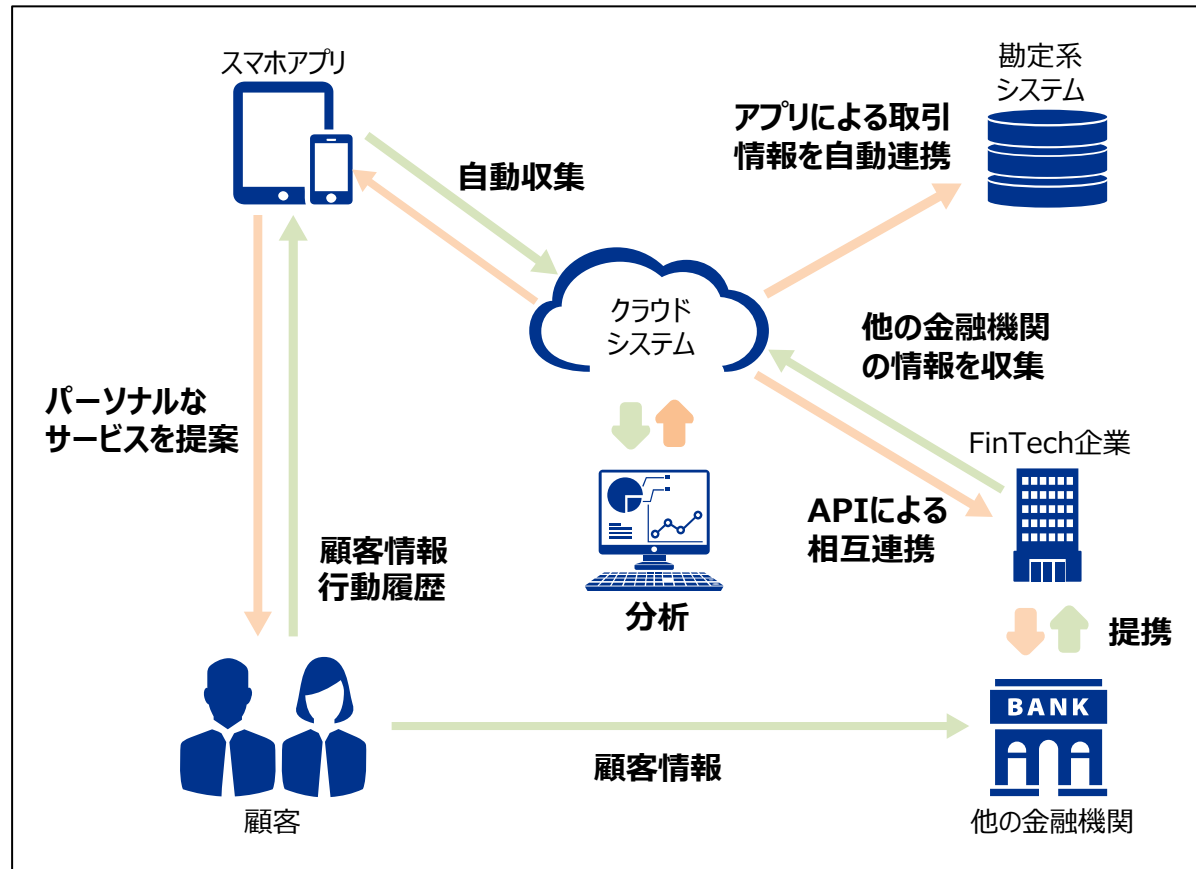 スマホアプリ
勘定系
システム
アプリによる取引
情報を自動連携
自動収集
クラウド
システム
他の金融機関
の情報を収集
パーソナルな
サービスを提案
FinTech企業
APIによる
相互連携
顧客情報
行動履歴
分析
提携
BANK
顧客情報
顧客
他の金融機関